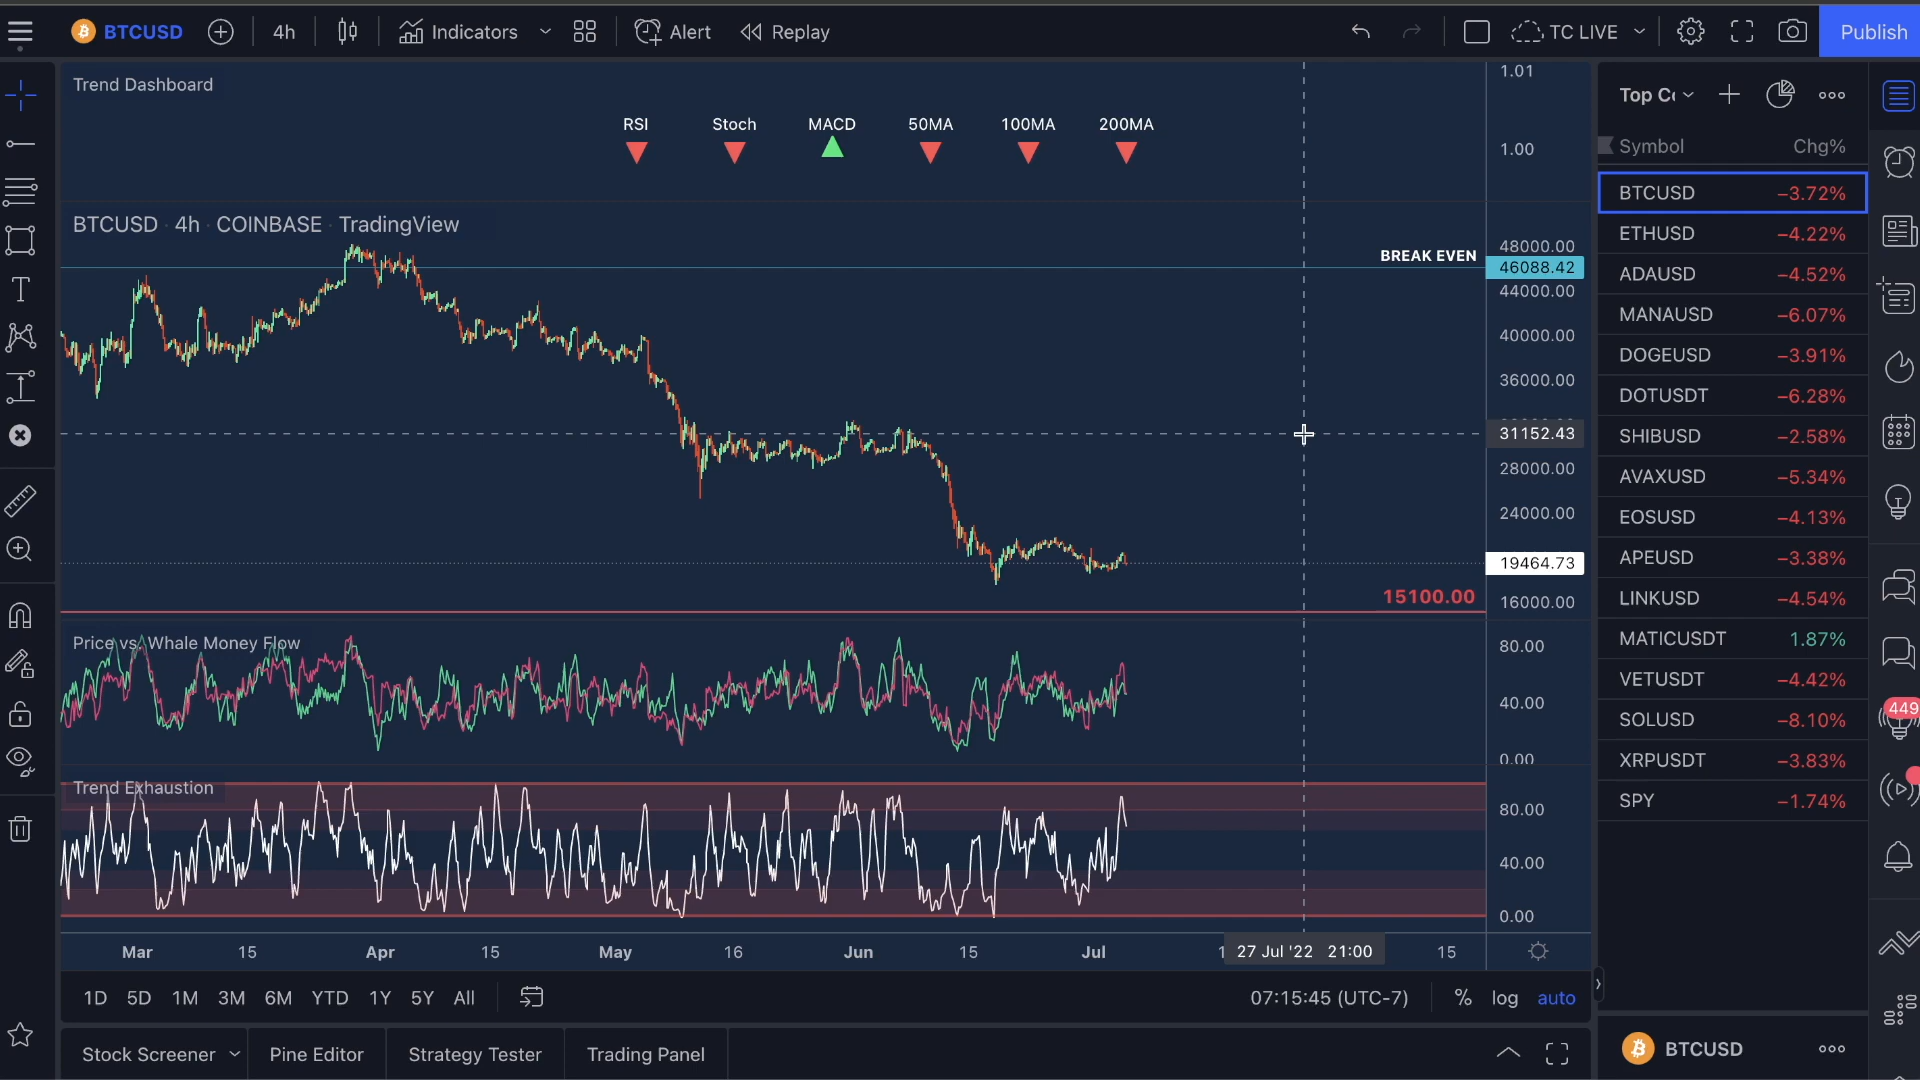 BTCUSD 4h Indicators Alert Replay TC LIVE Publish
Trend Dashboard
RSI Stoch MACD 50MA 100MA 200MA
1.01
1.00
BTCUSD · 4h · COINBASE · TradingView
BREAK EVEN
48000.00
46088.42
44000.00
40000.00
36000.00
31152.43
28000.00
24000.00
19464.73
15100.00
16000.00
Price vs. Whale Money Flow
80.00
40.00
0.00
Trend Exhaustion
80.00
40.00
0.00
Mar 15 Apr 15 May 16 Jun 15 Jul 27 Jul '22 21:00 15
1D 5D 1M 3M 6M YTD 1Y 5Y All
07:15:45 (UTC-7) % log auto
Stock Screener Pine Editor Strategy Tester Trading Panel
Symbol Chg%
BTCUSD −3.72%
ETHUSD −4.22%
ADAUSD −4.52%
MANAUSD −6.07%
DOGEUSD −3.91%
DOTUSDT −6.28%
SHIBUSD −2.58%
AVAXUSD −5.34%
EOSUSD −4.13%
APEUSD −3.38%
LINKUSD −4.54%
MATICUSDT 1.87%
VETUSDT −4.42%
SOLUSD −8.10%
XRPUSDT −3.83%
SPY −1.74%
449
BTCUSD